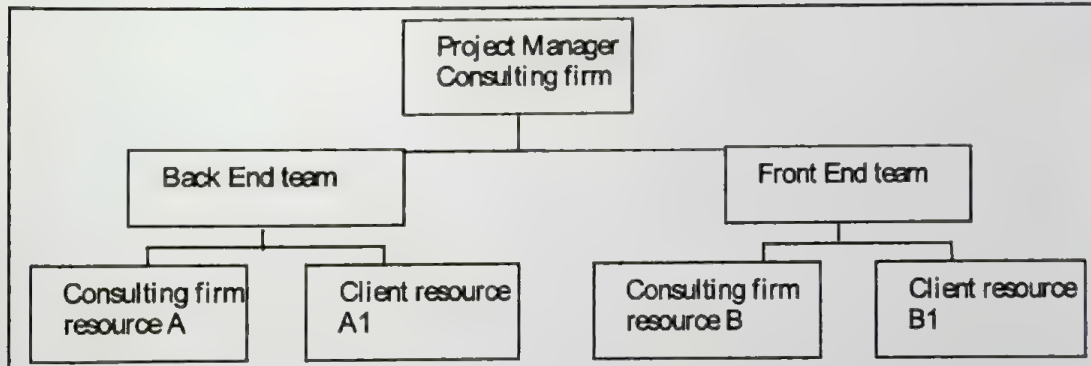 Project Manager
Consulting firm
Back End team
Front End team
Consulting firm
resource A
Client resource
A1
Consulting firm
resource B
Client resource
B1